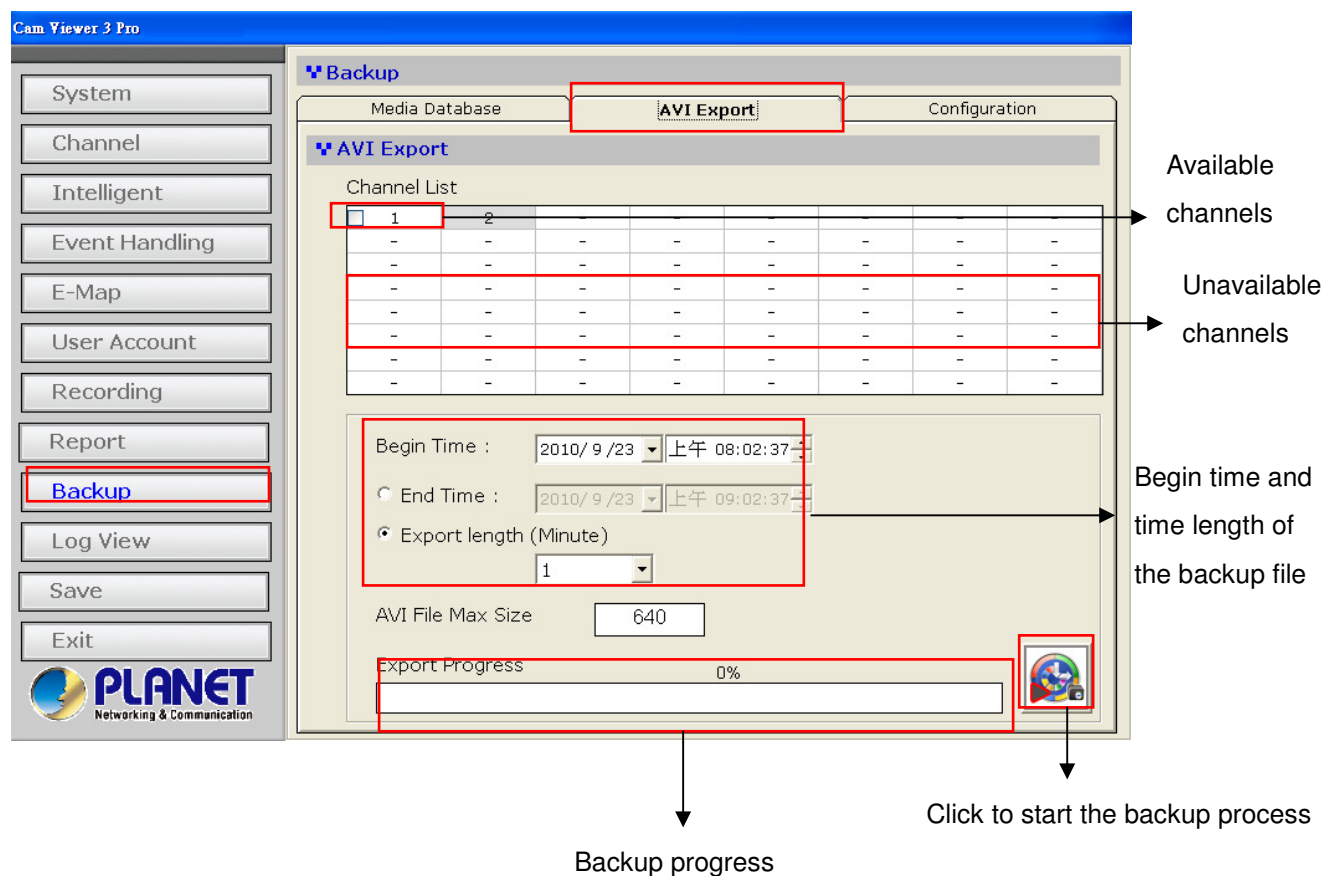 Cam Viewer 3 Pro
System
Channel
Intelligent
Event Handling
E-Map
User Account
Recording
Report
Backup
Log View
Save
Exit
PLANET
Networking & Communication
Backup
Media Database AVI Export Configuration
AVI Export
Channel List
1 2 - - - - - -
- - - - - - - -
- - - - - - - -
- - - - - - - -
- - - - - - - -
- - - - - - - -
- - - - - - - -
- - - - - - - -
Begin Time : 2010/ 9 /23 上午 08:02:37
End Time : 2010/ 9 /23 上午 09:02:37
Export length (Minute)
1
AVI File Max Size 640
Export Progress 0%
Available
channels
Unavailable
channels
Begin time and
time length of
the backup file
Click to start the backup process
Backup progress